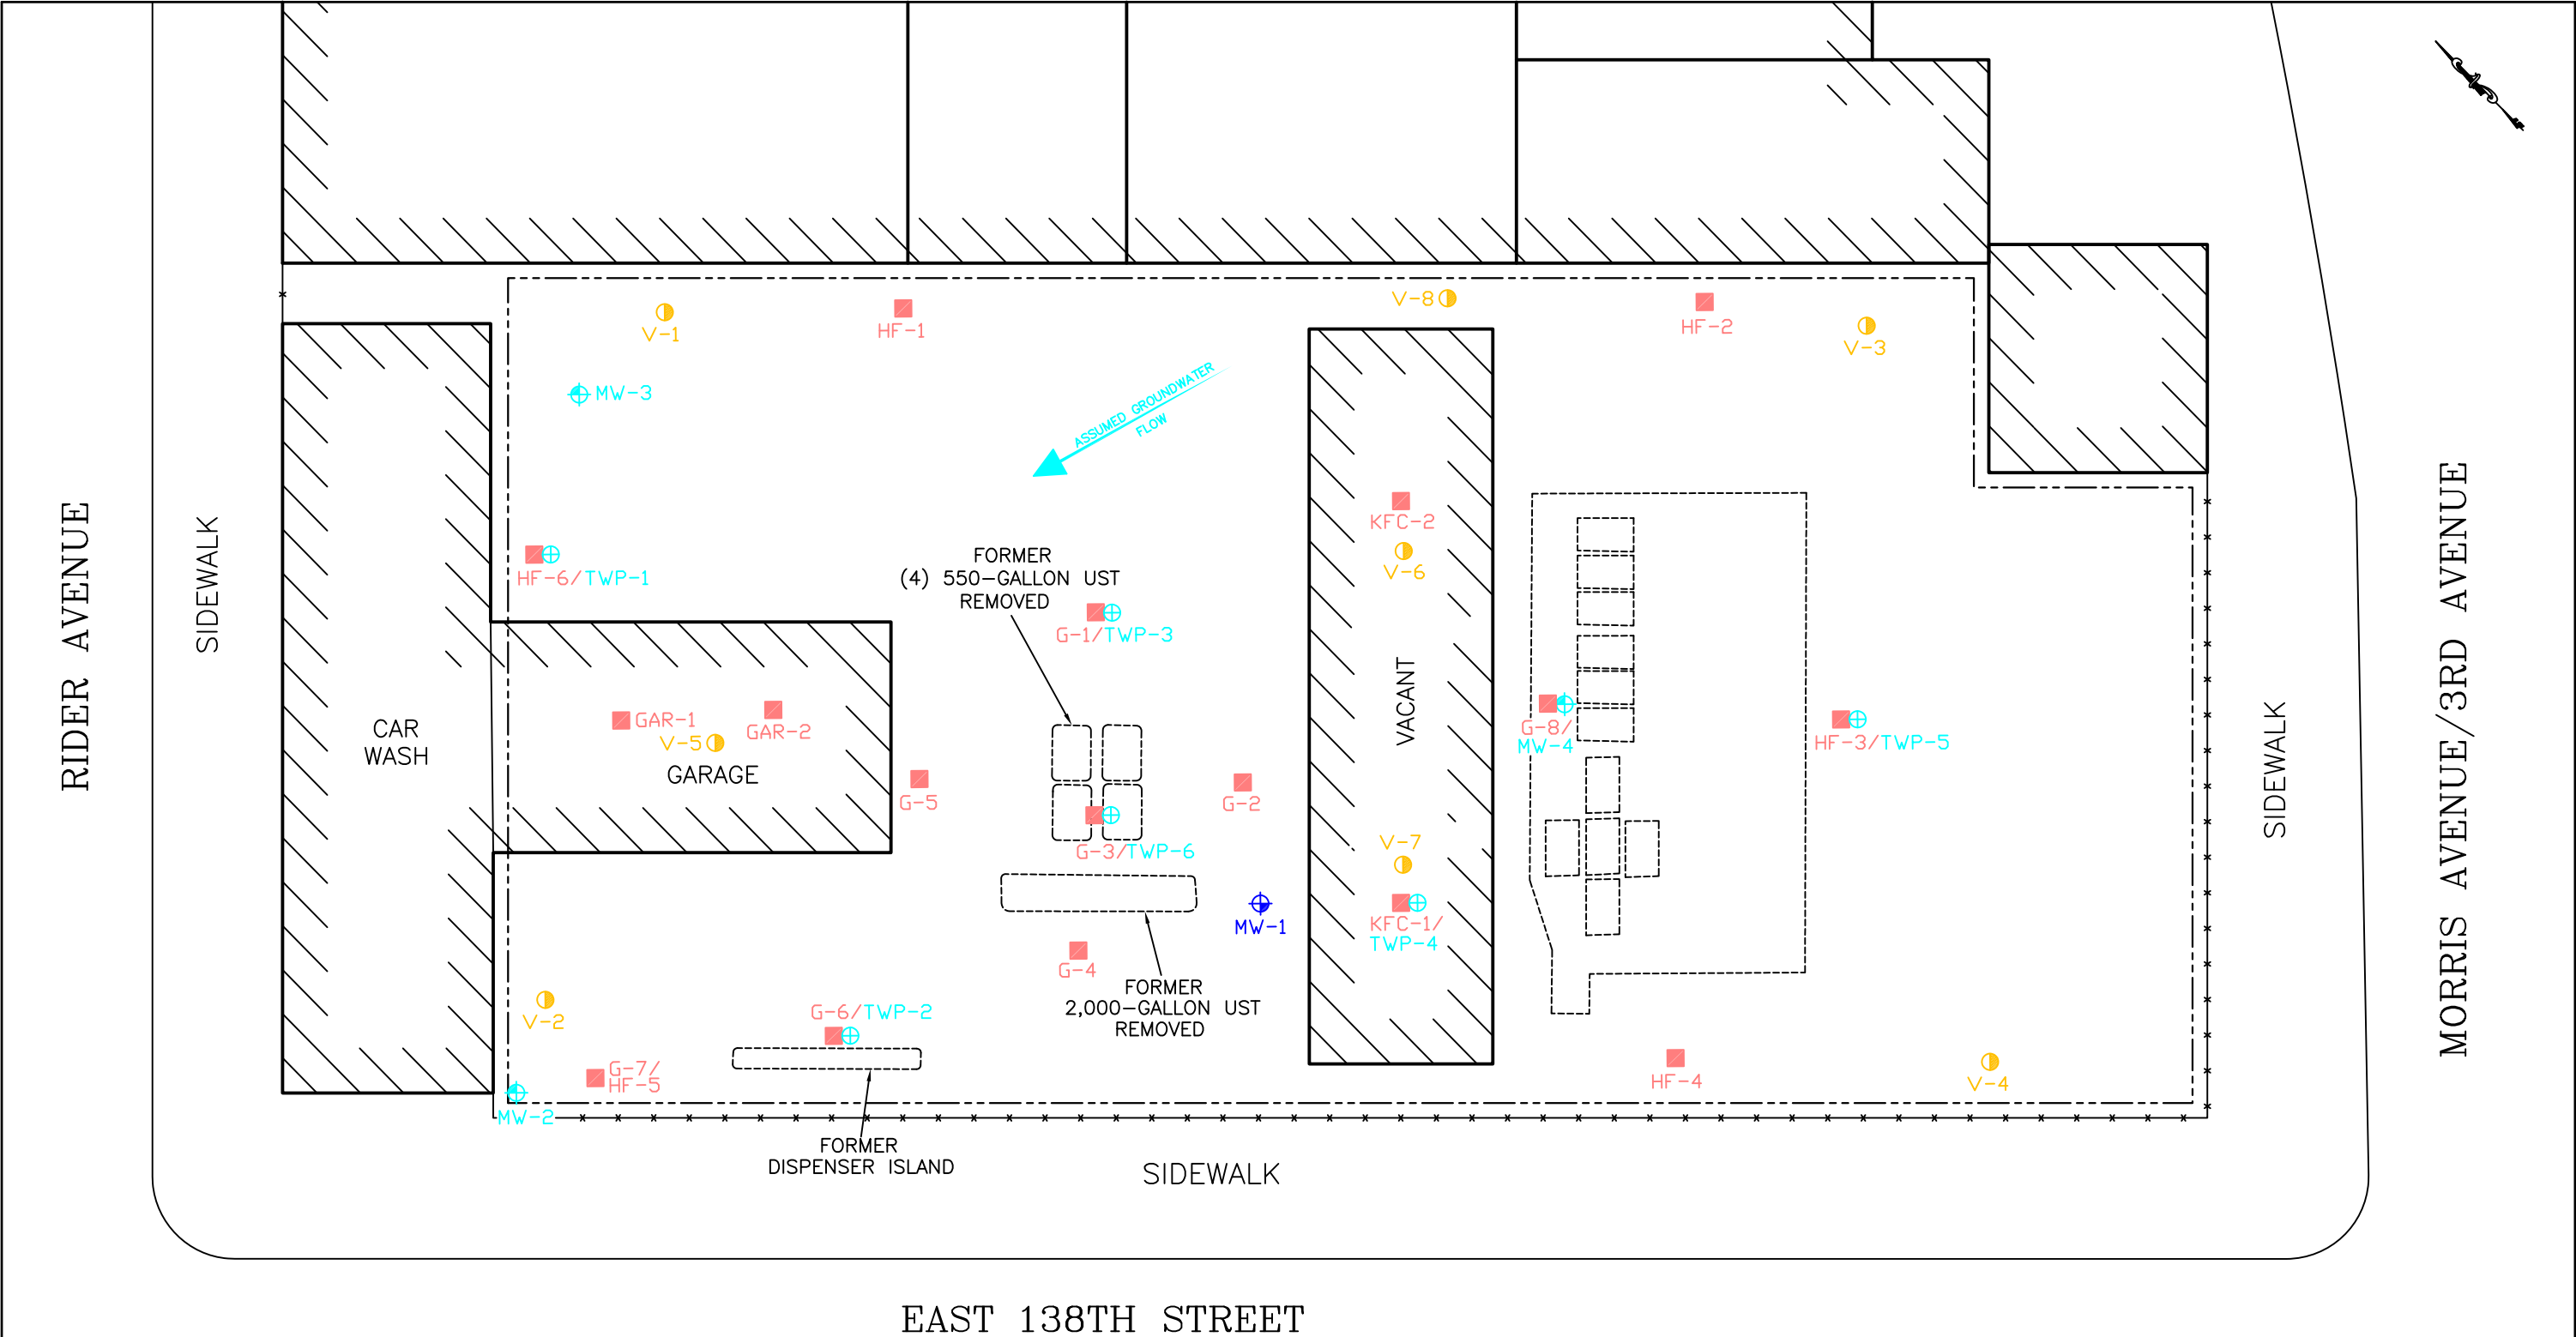 V-8
V-1
HF-1
HF-2
V-3
MW-3
ASSUMED GROUNDWATER
FLOW
KFC-2
V-6
HF-6/TWP-1
FORMER
(4) 550-GALLON UST
REMOVED
G-1/TWP-3
RIDER AVENUE
SIDEWALK
CAR
WASH
GAR-1
GAR-2
V-5
GARAGE
G-5
G-2
VACANT
G-8/
MW-4
HF-3/TWP-5
SIDEWALK
MORRIS AVENUE/3RD AVENUE
G-3/TWP-6
V-7
MW-1
KFC-1/
TWP-4
G-4
FORMER
2,000-GALLON UST
REMOVED
V-2
G-6/TWP-2
G-7/
HF-5
HF-4
V-4
MW-2
FORMER
DISPENSER ISLAND
SIDEWALK
EAST 138TH STREET